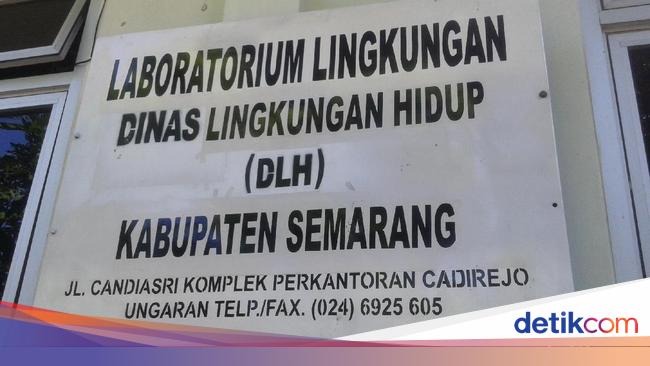 LABORATORIUM LINGKUNGAN
DINAS LINGKUNGAN HIDUP
(DLH)
KABUPATEN SEMARANG
JL. CANDIASRI KOMPLEK PERKANTORAN CADIREJO
UNGARAN TELP./FAX. (024) 6925 605
detikcom